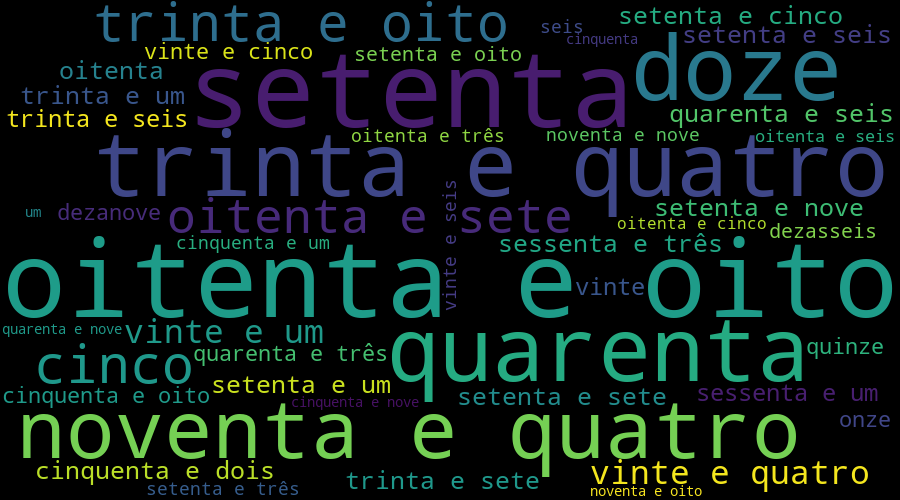 trinta e oito
seis
setenta e cinco
cinquenta
setenta e seis
vinte e cinco
setenta e oito
oitenta
setenta
doze
trinta e um
trinta e seis
quarenta e seis
oitenta e três
noventa e nove
oitenta e seis
trinta e quatro
um
dezanove
oitenta e sete
vinte e seis
setenta e nove
oitenta e cinco
dezasseis
cinquenta e um
sessenta e três
oitenta e oito
vinte
quarenta e nove
vinte e um
quarenta
quinze
cinco
quarenta e três
setenta e um
cinquenta e oito
cinquenta e nove
setenta e sete
sessenta e um
noventa e quatro
onze
cinquenta e dois
vinte e quatro
trinta e sete
setenta e três
noventa e oito